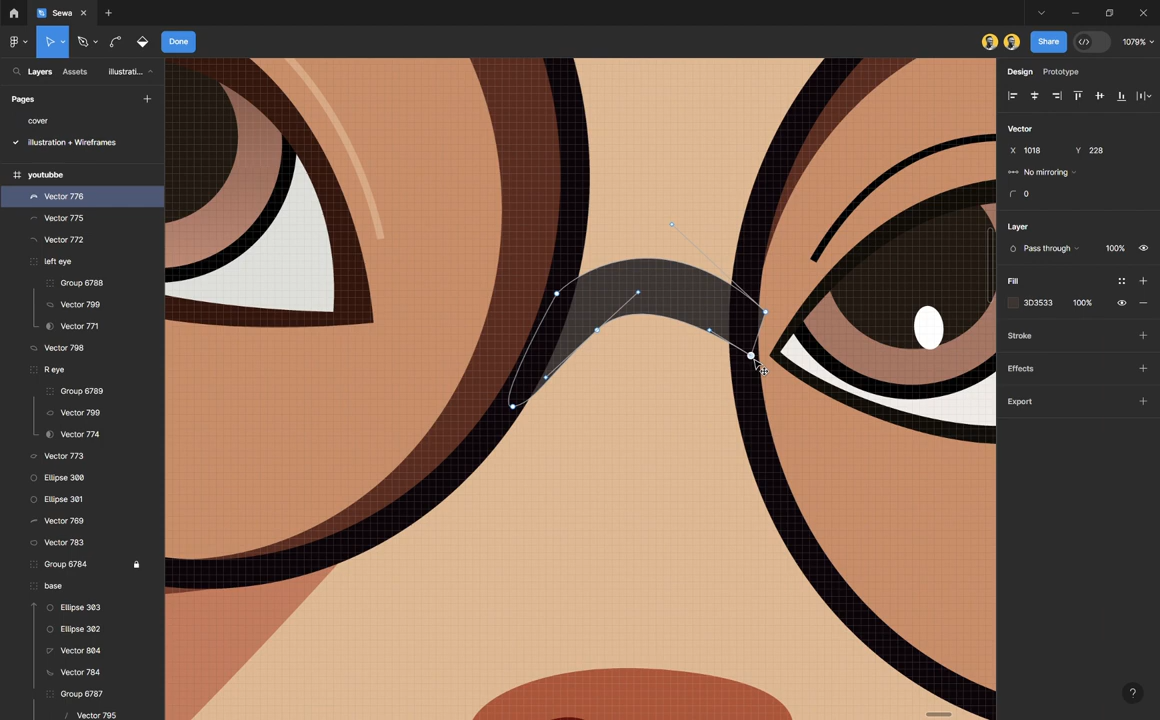 Sewa
Done
Share
1079%
Layers
Assets
illustrati...
Pages
cover
illustration + Wireframes
youtubbe
Vector 776
Vector 775
Vector 772
left eye
Group 6788
Vector 799
Vector 771
Vector 798
R eye
Group 6789
Vector 799
Vector 774
Vector 773
Ellipse 300
Ellipse 301
Vector 769
Vector 783
Group 6784
base
Ellipse 303
Ellipse 302
Vector 804
Vector 784
Group 6787
Vector 795
Design
Prototype
Vector
X 1018 Y 228
No mirroring
0
Layer
Pass through 100%
Fill
3D3533 100%
Stroke
Effects
Export
?